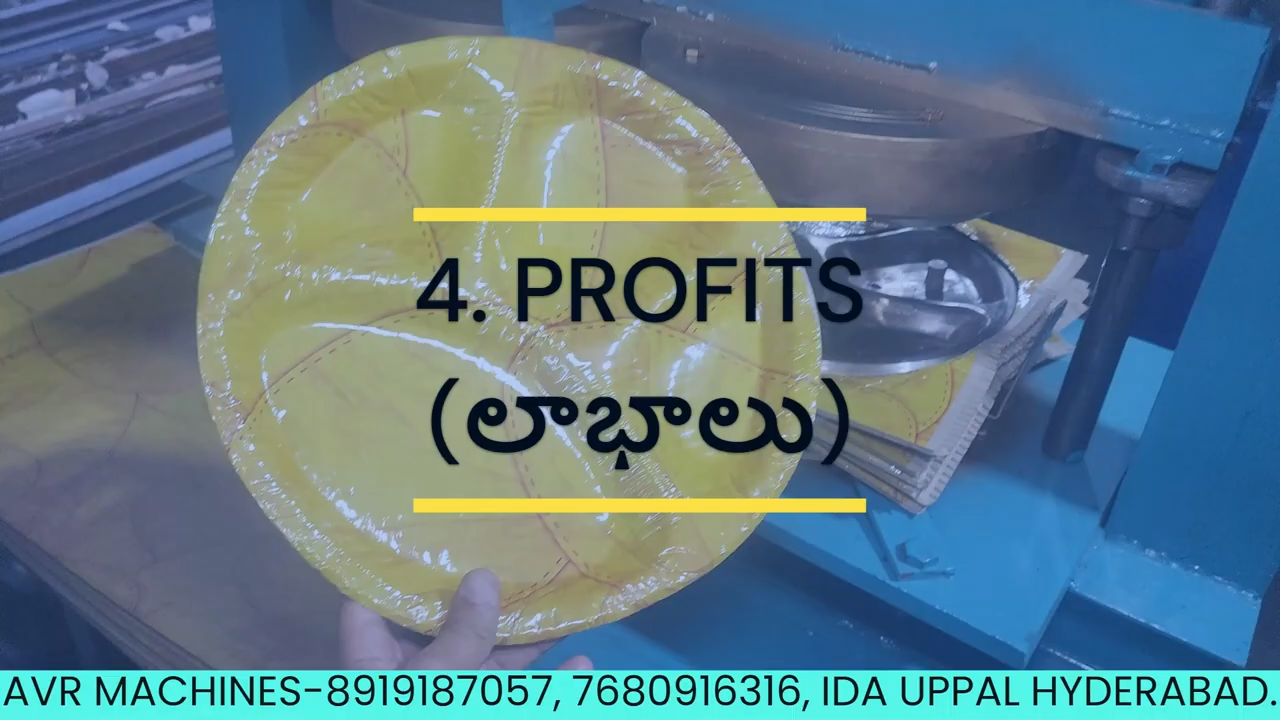 4. PROFITS
(లాభాలు)
AVR MACHINES-8919187057, 7680916316, IDA UPPAL HYDERABAD.